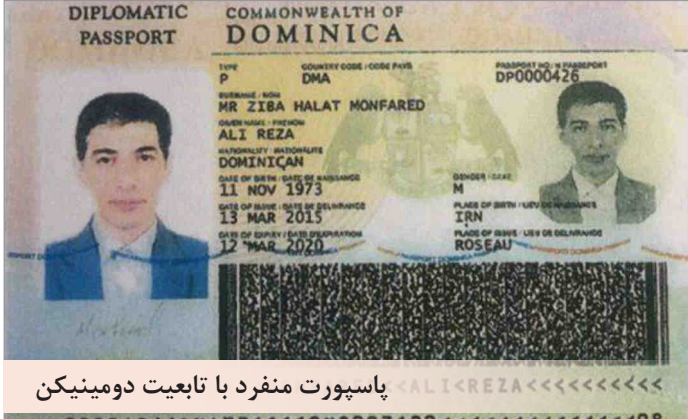 DIPLOMATIC PASSPORT
COMMONWEALTH OF
DOMINICA
TYPE
COUNTRY CODE / CODE PAYS
PASSPORT NO. / N PASSEPORT
P
DMA
DP0000426
SURNAME / NOM
MR ZIBA HALAT MONFARED
GIVEN NAME / PRENOM
ALI REZA
NATIONALITY / NATIONALITE
DOMINICAN
DATE OF BIRTH / DATE DE NAISSANCE
GENDER / SEXE
11 NOV 1973
M
DATE OF ISSUE / DATE DE DELIVRANCE
PLACE OF BIRTH / LIEU DE NAISSANCE
13 MAR 2015
IRN
DATE OF EXPIRY / DATE D'EXPIRATION
PLACE OF ISSUE / LIEU DE DELIVRANCE
12 MAR 2020
ROSEAU
پاسپورت منفرد با تابعیت دومینیکن
<ALI<REZA<<<<<<<<<